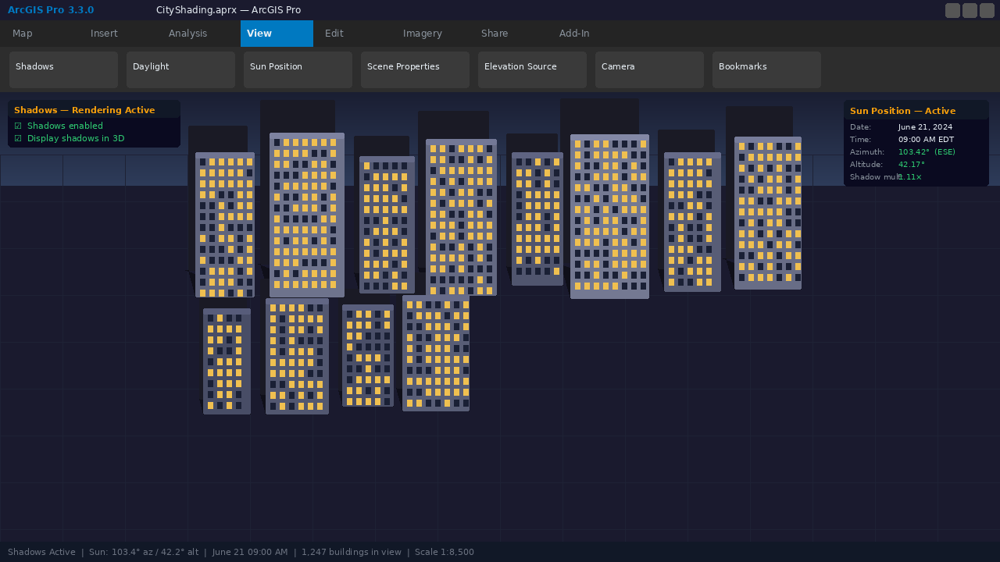 ArcGIS Pro 3.3.0 CityShading.aprx — ArcGIS Pro
Map Insert Analysis View Edit Imagery Share Add-In
Shadows Daylight Sun Position Scene Properties Elevation Source Camera Bookmarks
Shadows — Rendering Active
☑ Shadows enabled
☑ Display shadows in 3D
Sun Position — Active
Date: June 21, 2024
Time: 09:00 AM EDT
Azimuth: 103.42° (ESE)
Altitude: 42.17°
Shadow mult: .11×
Shadows Active | Sun: 103.4° az / 42.2° alt | June 21 09:00 AM | 1,247 buildings in view | Scale 1:8,500